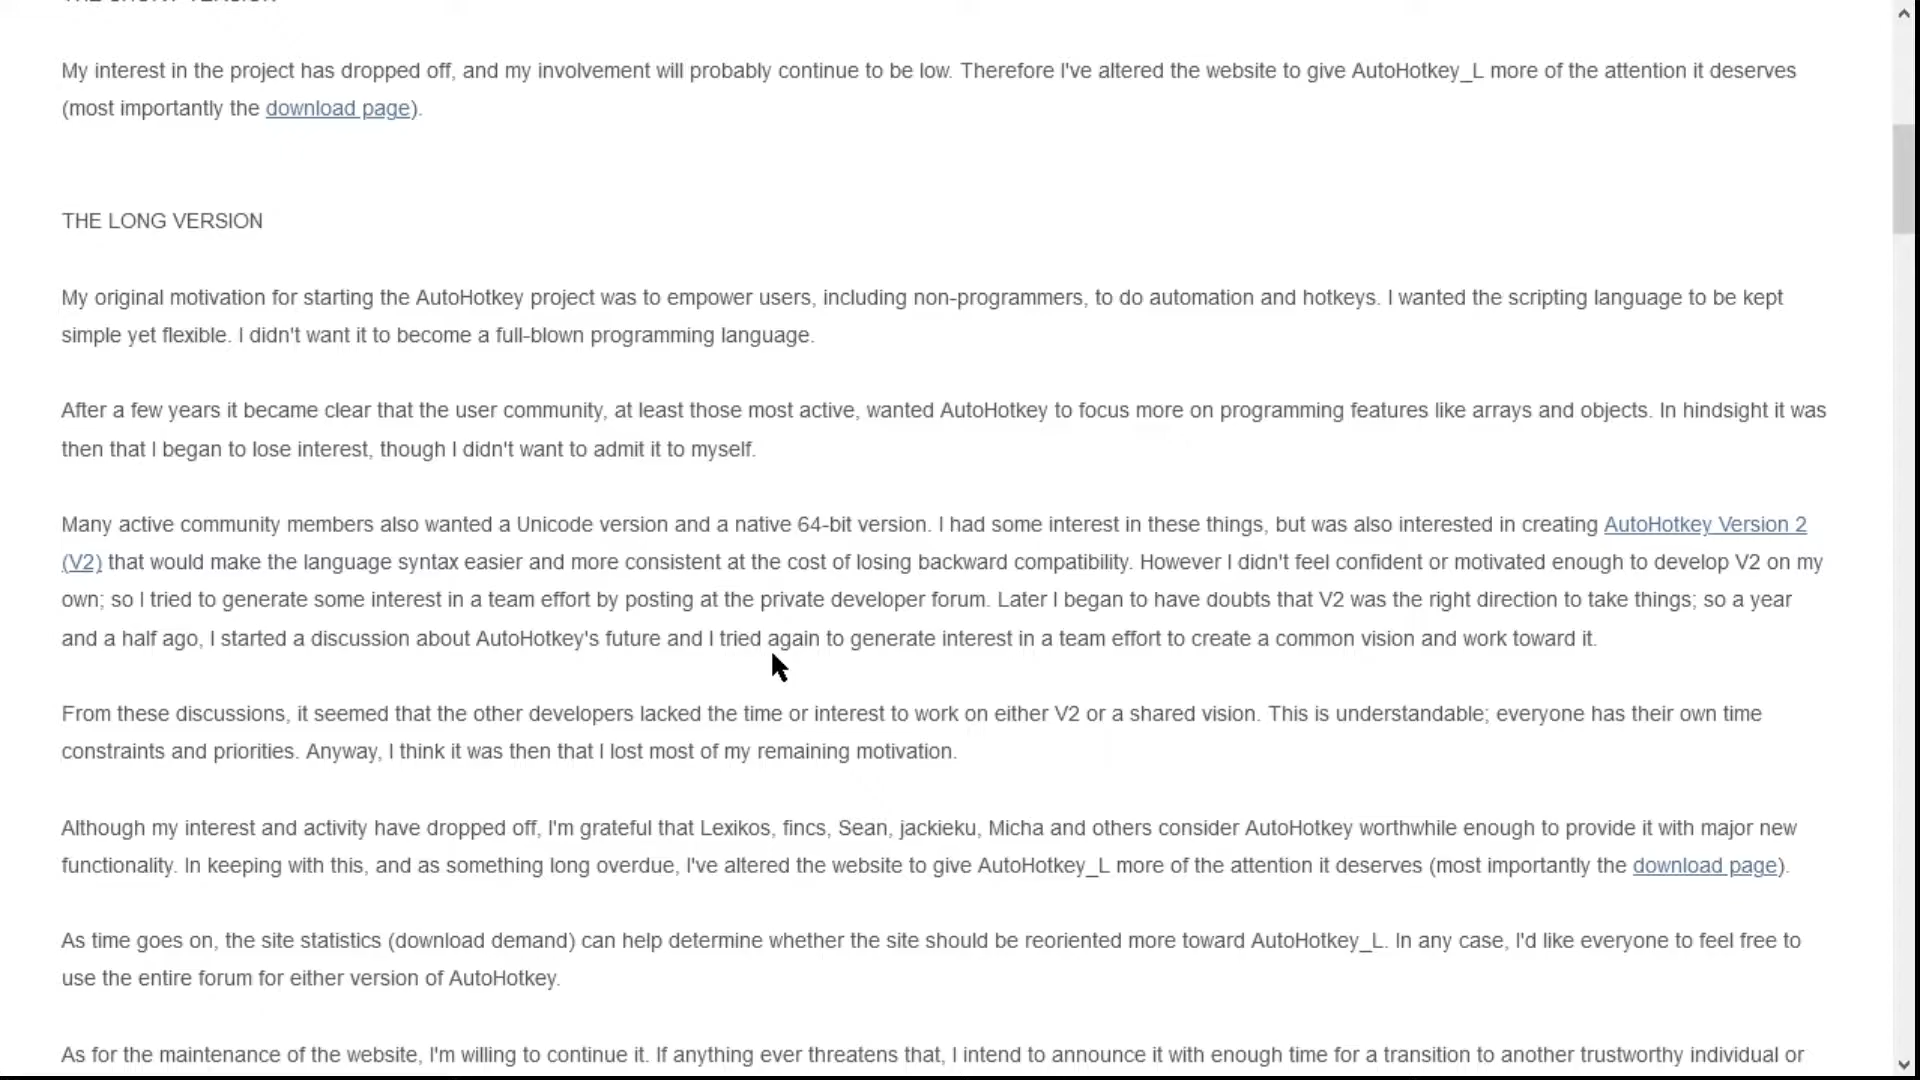 THE SHORT VERSION
My interest in the project has dropped off, and my involvement will probably continue to be low. Therefore I've altered the website to give AutoHotkey_L more of the attention it deserves
(most importantly the download page).
THE LONG VERSION
My original motivation for starting the AutoHotkey project was to empower users, including non-programmers, to do automation and hotkeys. I wanted the scripting language to be kept
simple yet flexible. I didn't want it to become a full-blown programming language.
After a few years it became clear that the user community, at least those most active, wanted AutoHotkey to focus more on programming features like arrays and objects. In hindsight it was
then that I began to lose interest, though I didn't want to admit it to myself.
Many active community members also wanted a Unicode version and a native 64-bit version. I had some interest in these things, but was also interested in creating AutoHotkey Version 2
(V2) that would make the language syntax easier and more consistent at the cost of losing backward compatibility. However I didn't feel confident or motivated enough to develop V2 on my
own; so I tried to generate some interest in a team effort by posting at the private developer forum. Later I began to have doubts that V2 was the right direction to take things; so a year
and a half ago, I started a discussion about AutoHotkey's future and I tried again to generate interest in a team effort to create a common vision and work toward it.
From these discussions, it seemed that the other developers lacked the time or interest to work on either V2 or a shared vision. This is understandable; everyone has their own time
constraints and priorities. Anyway, I think it was then that I lost most of my remaining motivation.
Although my interest and activity have dropped off, I'm grateful that Lexikos, fincs, Sean, jackieku, Micha and others consider AutoHotkey worthwhile enough to provide it with major new
functionality. In keeping with this, and as something long overdue, I've altered the website to give AutoHotkey_L more of the attention it deserves (most importantly the download page).
As time goes on, the site statistics (download demand) can help determine whether the site should be reoriented more toward AutoHotkey_L. In any case, I'd like everyone to feel free to
use the entire forum for either version of AutoHotkey.
As for the maintenance of the website, I'm willing to continue it. If anything ever threatens that, I intend to announce it with enough time for a transition to another trustworthy individual or